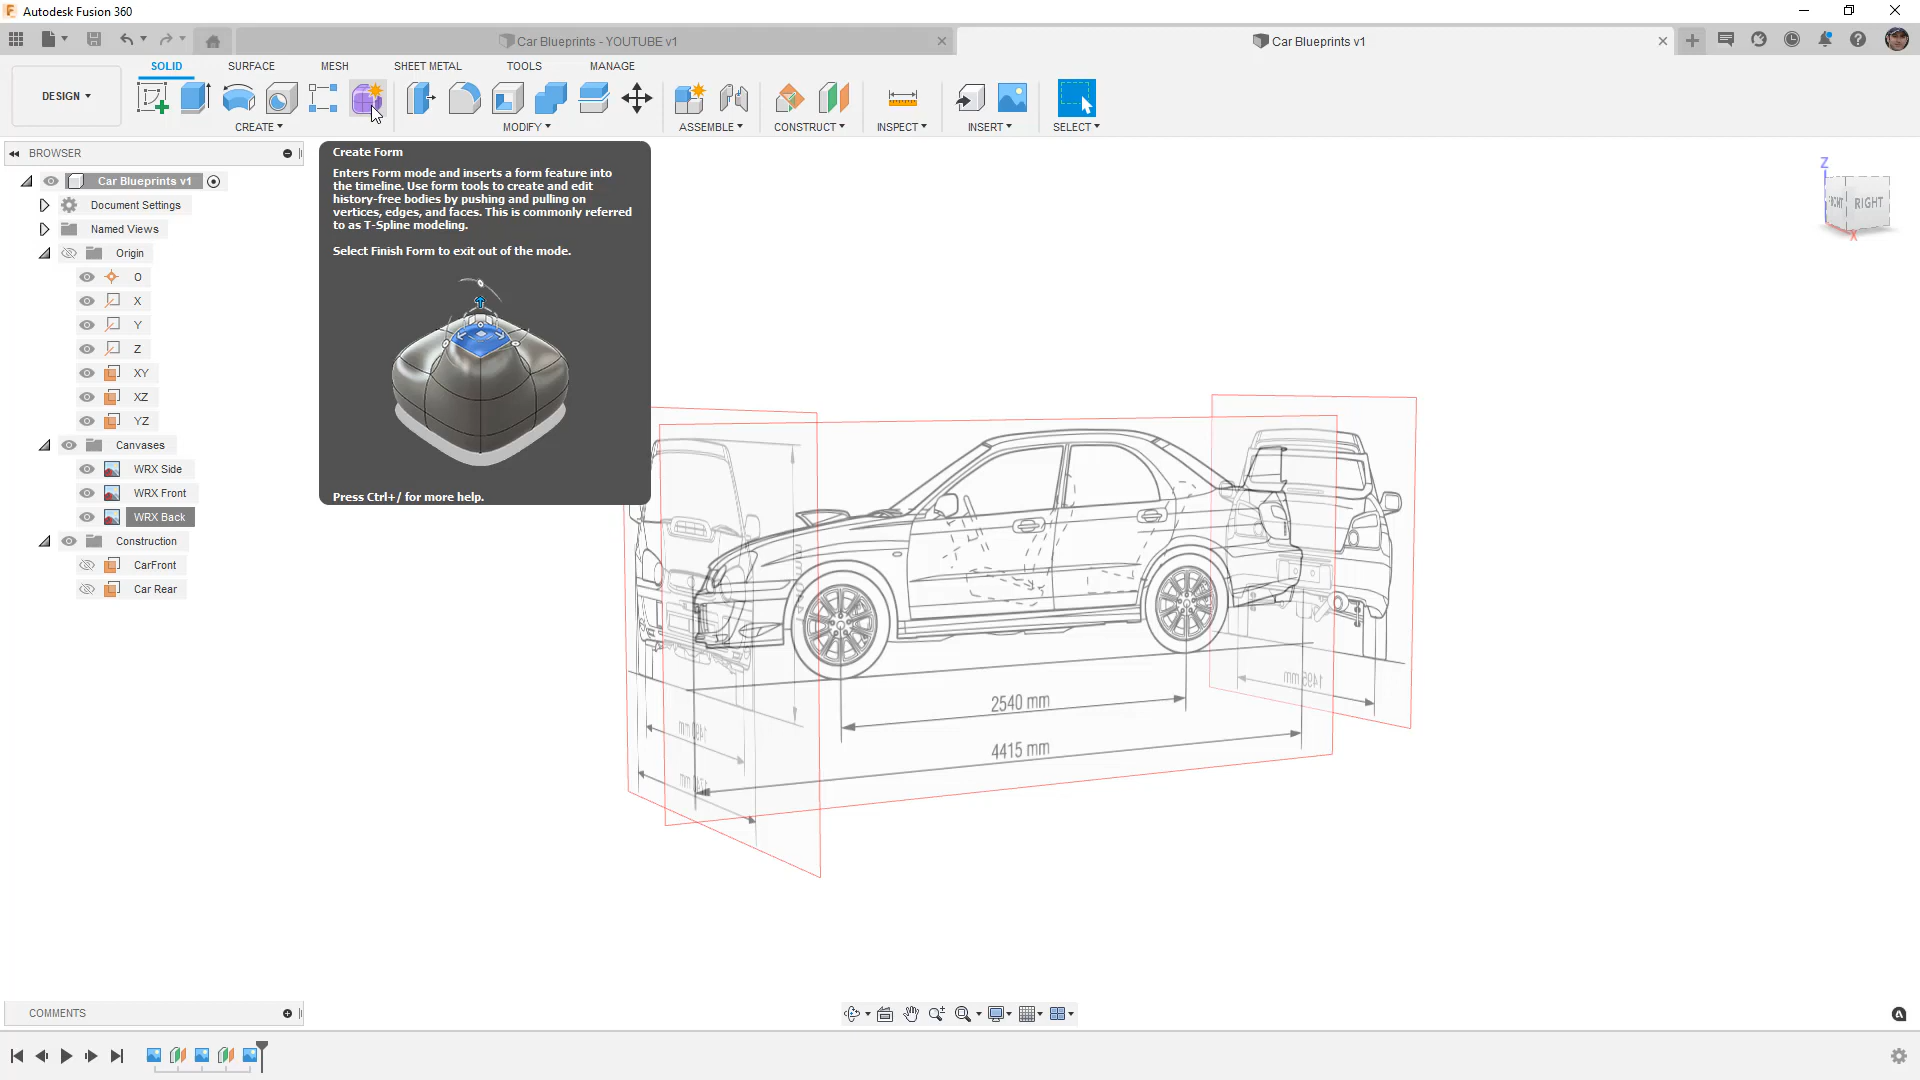 Autodesk Fusion 360
Car Blueprints - YOUTUBE v1
Car Blueprints v1
SOLID
SURFACE
MESH
SHEET METAL
TOOLS
MANAGE
DESIGN
CREATE
MODIFY
ASSEMBLE
CONSTRUCT
INSPECT
INSERT
SELECT
BROWSER
Car Blueprints v1
Document Settings
Named Views
Origin
O
X
Y
Z
XY
XZ
YZ
Canvases
WRX Side
WRX Front
WRX Back
Construction
CarFront
Car Rear
Create Form
Enters Form mode and inserts a form feature into
the timeline. Use form tools to create and edit
history-free bodies by pushing and pulling on
vertices, edges, and faces. This is commonly referred
to as T-Spline modeling.
Select Finish Form to exit out of the mode.
Press Ctrl+/ for more help.
Z
FRONT
RIGHT
X
2540 mm
4415 mm
1495 mm
COMMENTS